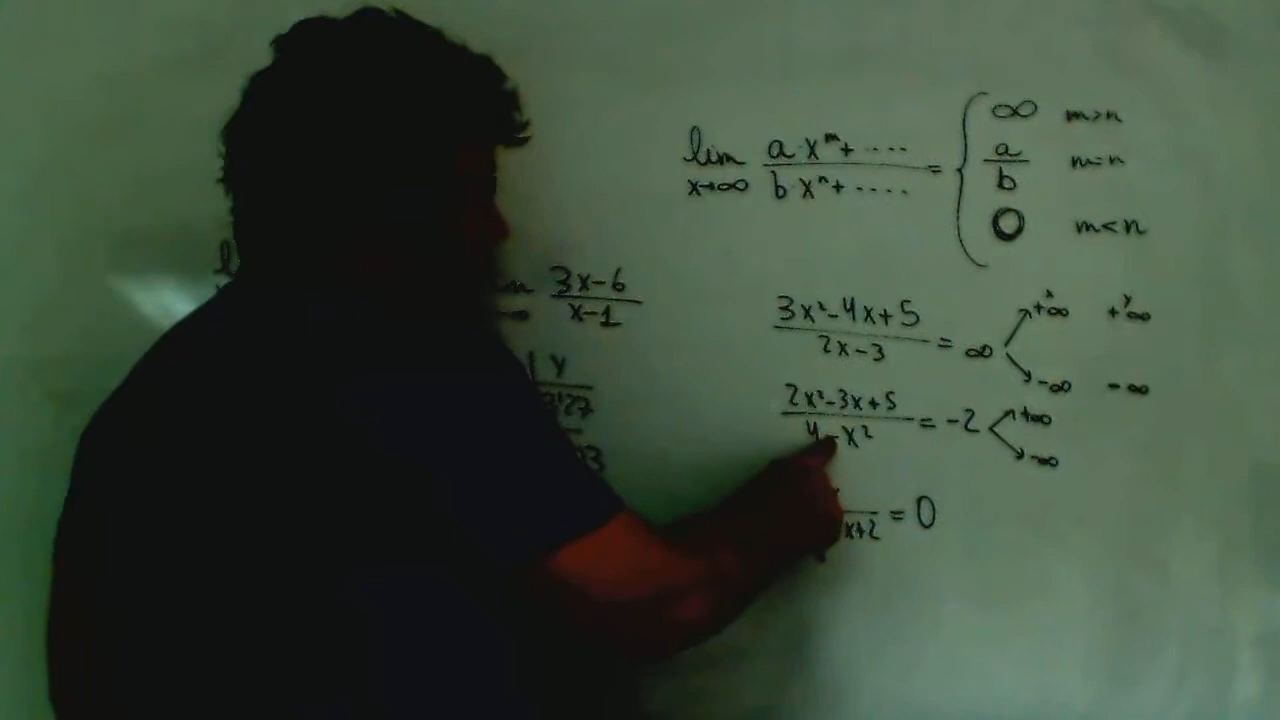 lim a·x^m+ .... / b·x^n+ .... = { ∞ m>n
a/b m=n
0 m<n
3x-6 / x-1
3x²-4x+5 / 2x-3 = ∞ ↗ +∞ (x) +∞ (y)
↘ -∞ -∞
x→∞
2x²-3x+5 / 4-x² = -2 ↗ +∞
↘ -∞
y
x+2 = 0